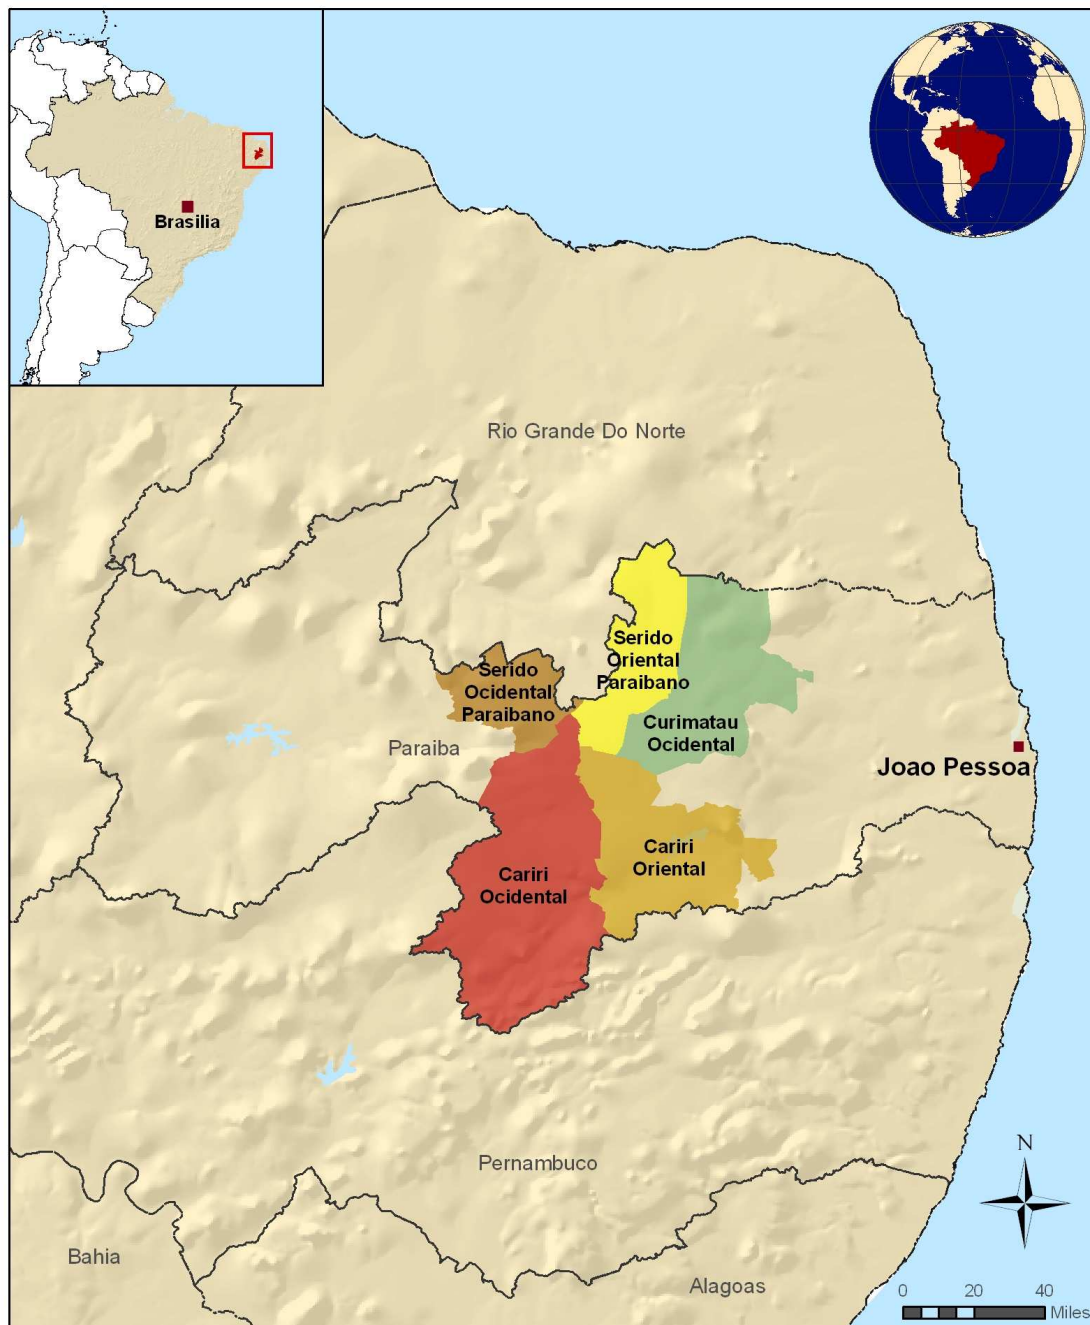 Brasilia
Rio Grande Do Norte
Serido
Oriental
Paraibano
Serido
Ocidental
Paraibano
Curimatau
Ocidental
Paraiba
Joao Pessoa
Cariri
Oriental
Cariri
Ocidental
Pernambuco
N
Bahia
Alagoas
0 20 40
Miles